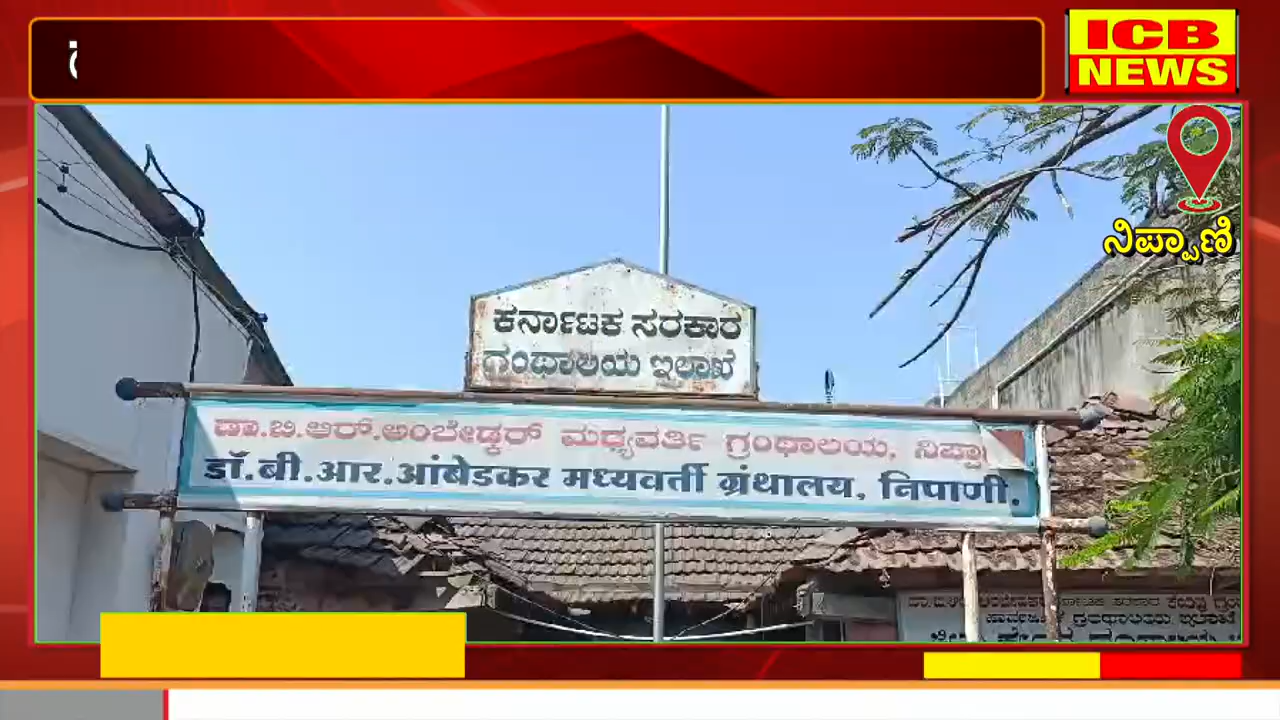 ICB
NEWS
ನಿಪ್ಪಾಣಿ
ಕರ್ನಾಟಕ ಸರಕಾರ
ಗಂಥಾಲಯ ಇಲಾಖೆ
ಡಾ.ಬಿ.ಆರ್.ಅಂಬೇಡ್ಕರ್ ಮಧ್ಯವರ್ತಿ ಗ್ರಂಥಾಲಯ,
डॉ.बी.आर.आंबेडकर मध्यवर्ती ग्रंथालय, निपाणी.